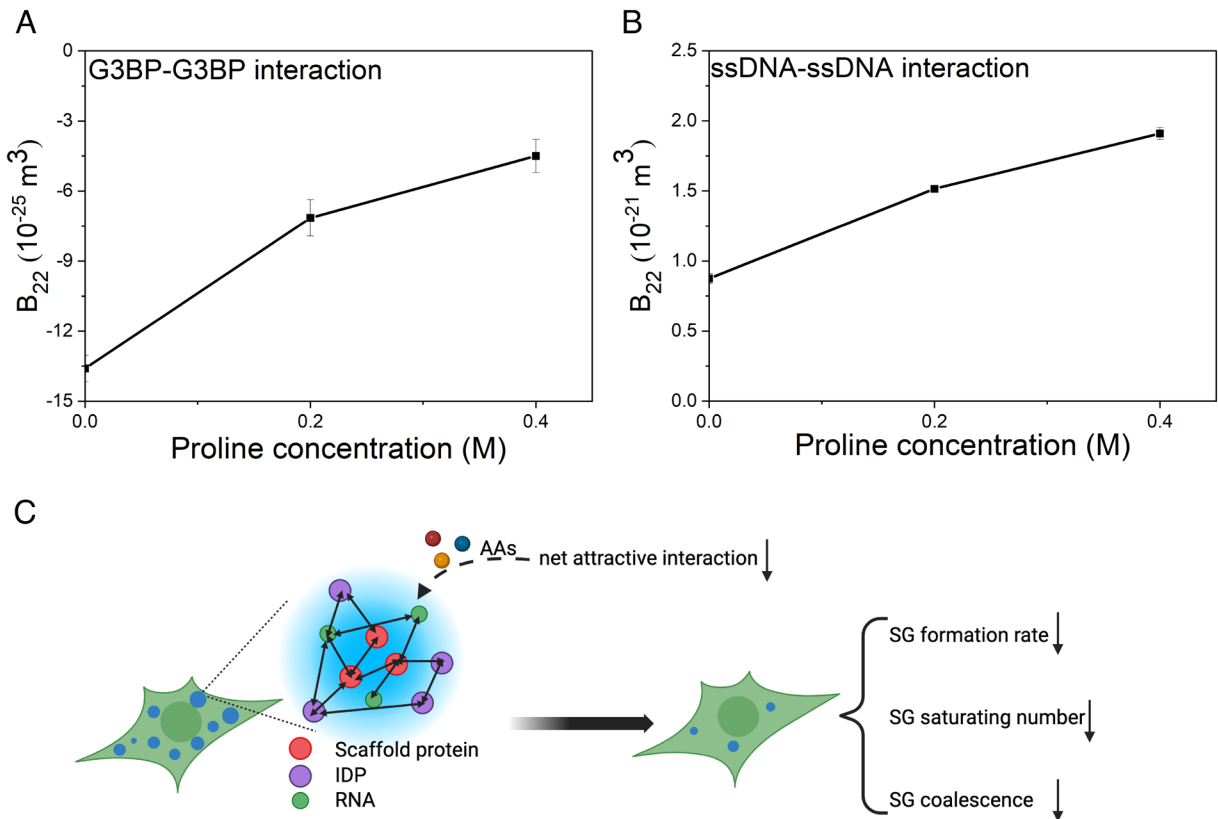 A
G3BP-G3BP interaction
0
-3
-6
-9
-12
-15
B₂₂ (10⁻²⁵ m³)
0.0 0.2 0.4
Proline concentration (M)
B
ssDNA-ssDNA interaction
2.5
2.0
1.5
1.0
0.5
0.0
B₂₂ (10⁻²¹ m³)
0.0 0.2 0.4
Proline concentration (M)
C
AAs
net attractive interaction
Scaffold protein
IDP
RNA
SG formation rate
SG saturating number
SG coalescence